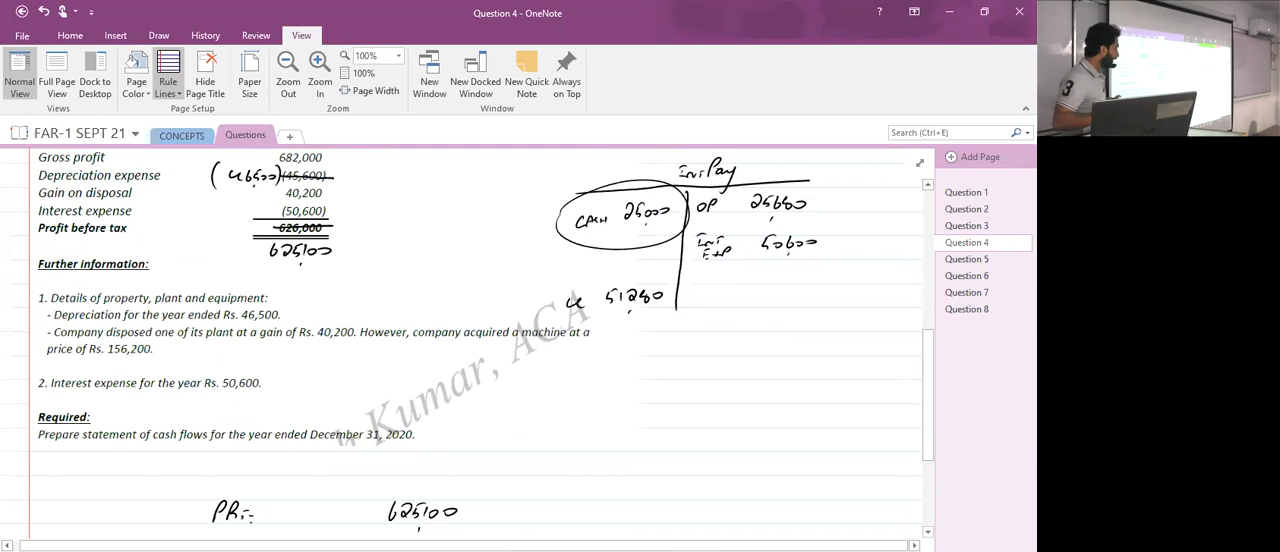 Question 4 - OneNote
?
File Home Insert Draw History Review View
Normal View
Full Page View
Dock to Desktop
Page Color
Rule Lines
Hide Page Title
Paper Size
Zoom Out
Zoom In
100%
100%
Page Width
New Window
New Docked Window
New Quick Note
Always on Top
Views
Page Setup
Zoom
Window
FAR-1 SEPT 21
CONCEPTS
Questions
+
Search (Ctrl+E)
Add Page
Question 1
Question 2
Question 3
Question 4
Question 5
Question 6
Question 7
Question 8
Gross profit 682,000
Depreciation expense (46500) (45,600)
Gain on disposal 40,200
Interest expense (50,600)
Profit before tax 626,000
625100
Further information:
1. Details of property, plant and equipment:
- Depreciation for the year ended Rs. 46,500.
- Company disposed one of its plant at a gain of Rs. 40,200. However, company acquired a machine at a
price of Rs. 156,200.
2. Interest expense for the year Rs. 50,600.
Required:
Prepare statement of cash flows for the year ended December 31, 2020.
Int Pay
CASH 25000
OP 25680
Int Exp 50600
51280
Kumar, ACA
625100
3